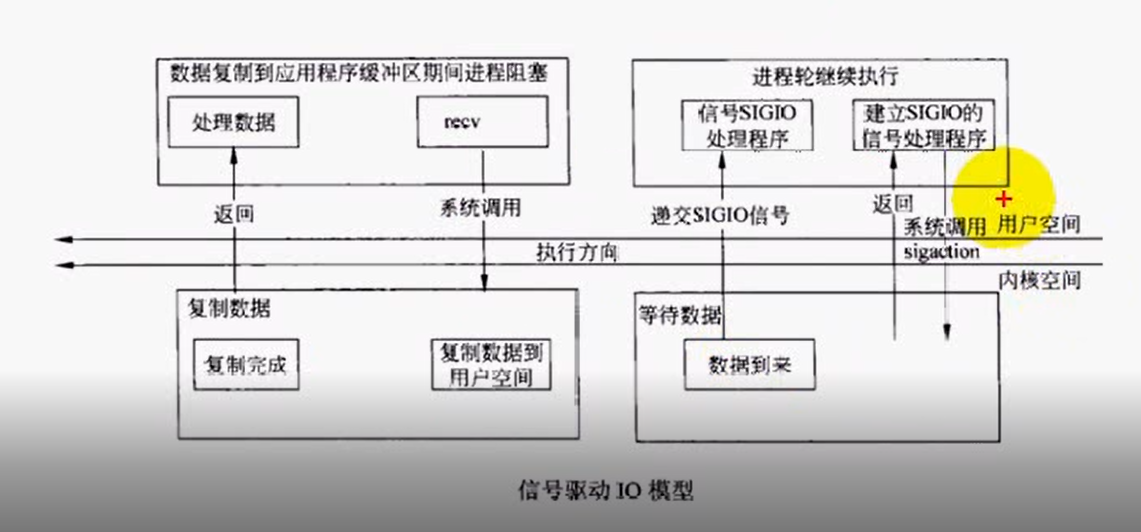 数据复制到应用程序缓冲区期间进程阻塞
处理数据
recv
返回
系统调用
进程轮继续执行
信号SIGIO
处理程序
建立SIGIO的
信号处理程序
递交SIGIO信号
返回
系统调用
sigaction
用户空间
执行方向
内核空间
复制数据
复制完成
复制数据到
用户空间
等待数据
数据到来
信号驱动 IO 模型